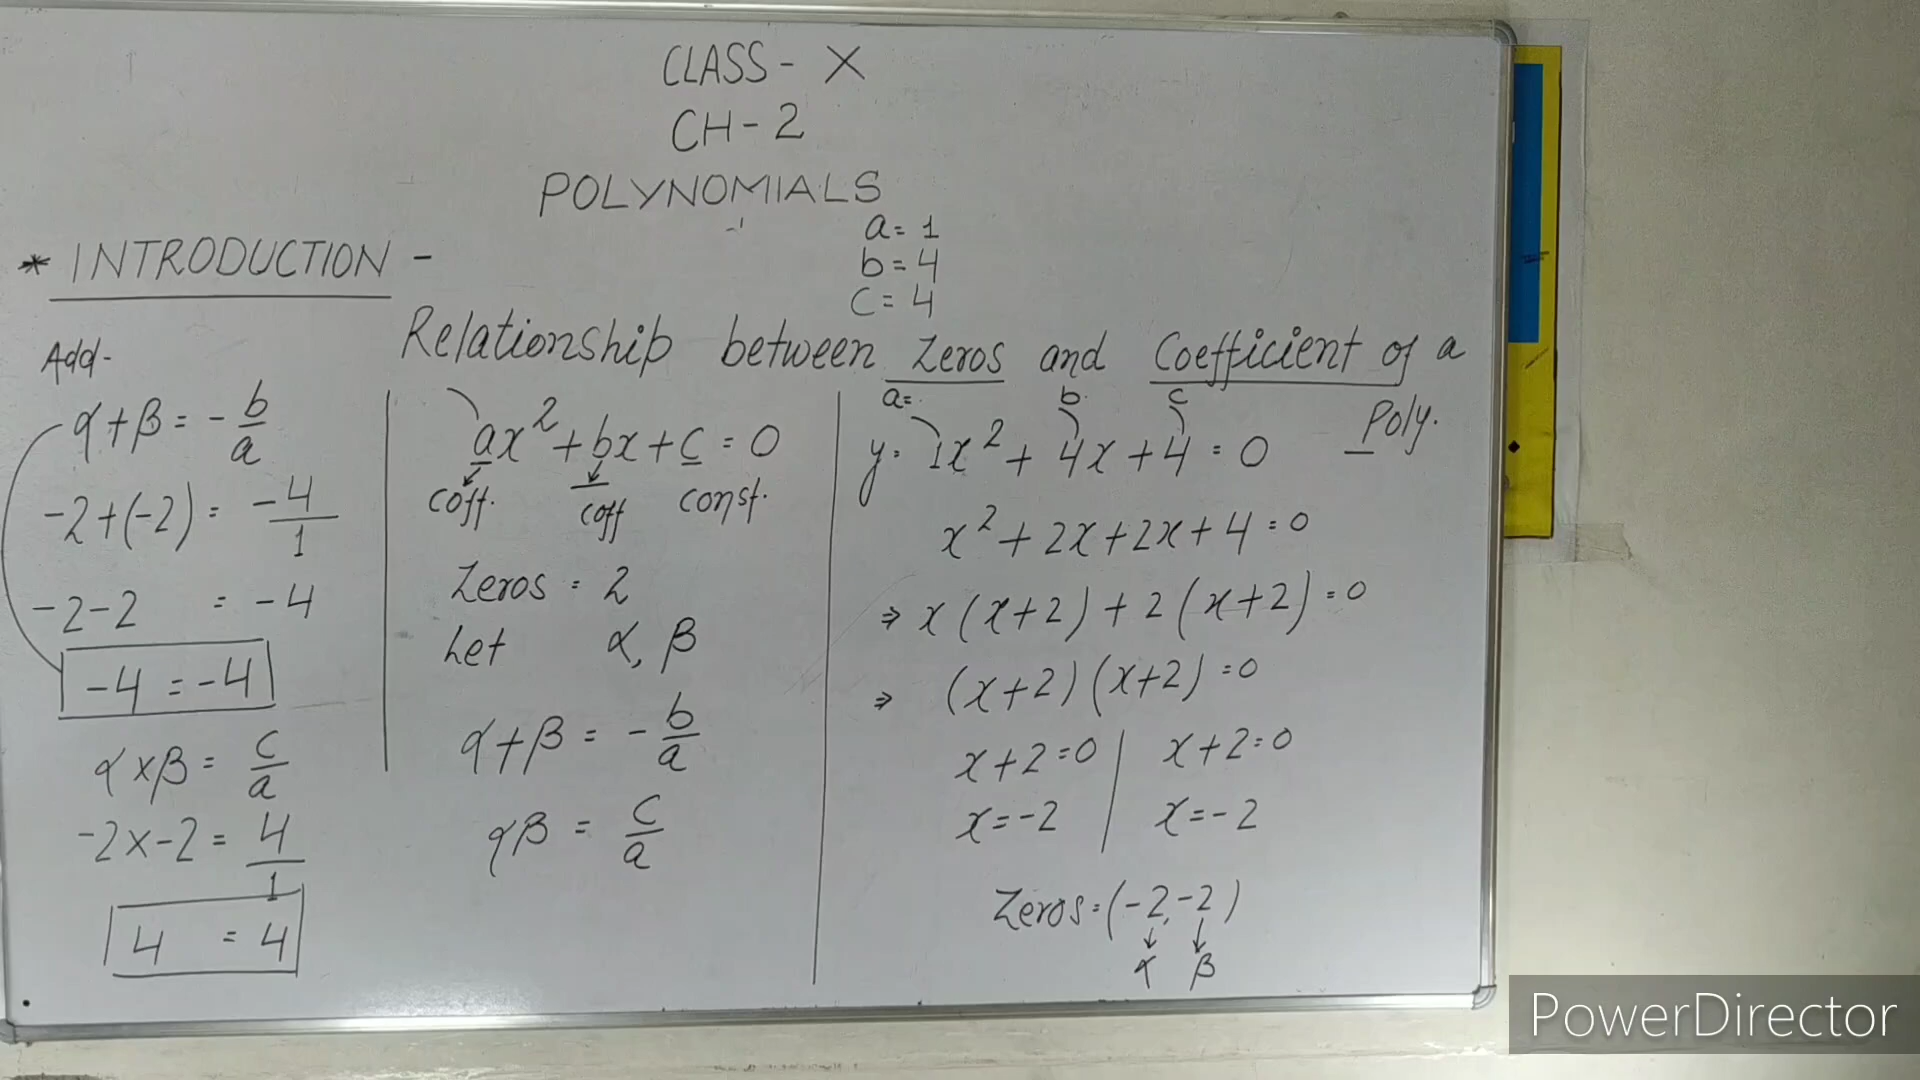 CLASS - X
CH - 2
POLYNOMIALS
a = 1
b = 4
c = 4
* INTRODUCTION -
Relationship between zeros and Coefficient of a
Poly.
Add-
α + β = - b/a
-2 + (-2) = -4/1
-2 - 2 = -4
-4 = -4
α × β = c/a
-2 × -2 = 4/1
4 = 4
ax² + bx + c = 0
coff. coff const.
Zeros = 2
Let α, β
α + β = - b/a
αβ = c/a
a= b c
y = 1x² + 4x + 4 = 0
x² + 2x + 2x + 4 = 0
⇒ x (x+2) + 2 (x+2) = 0
⇒ (x+2) (x+2) = 0
x + 2 = 0 | x + 2 = 0
x = -2 | x = -2
Zeros = (-2, -2)
α β
PowerDirector